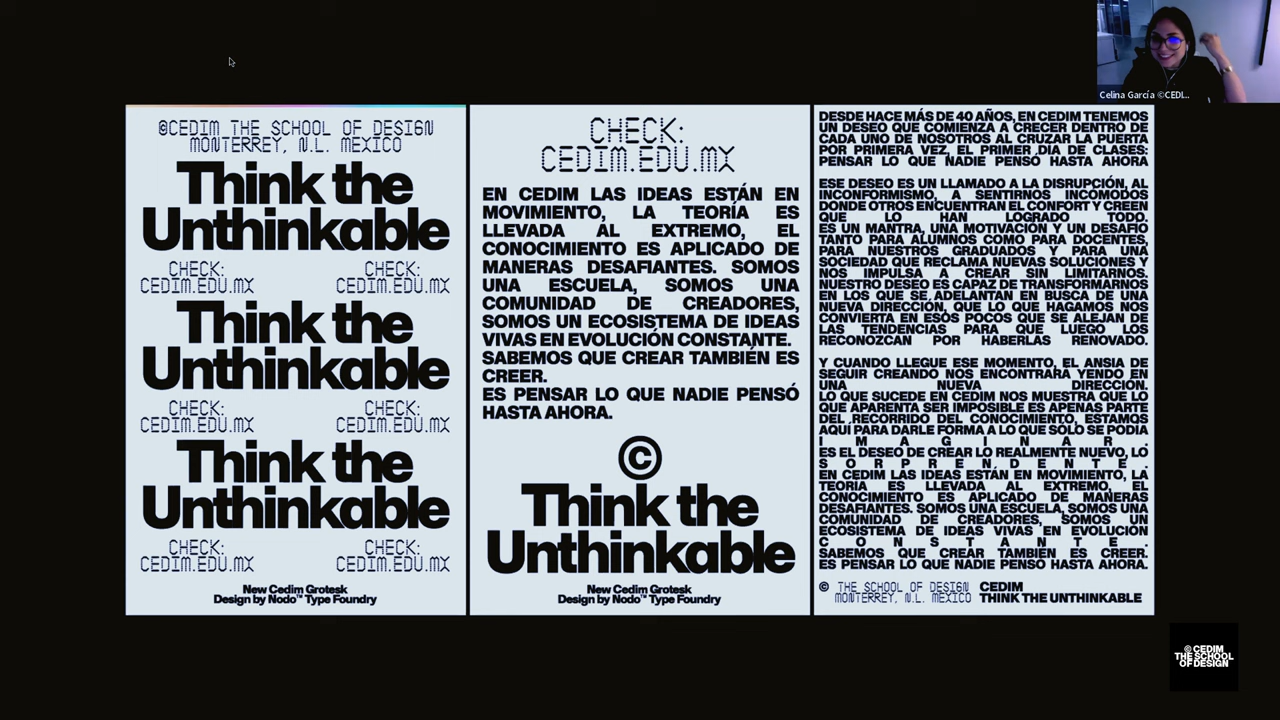 @CEDIM THE SCHOOL OF DESIGN
MONTERREY, N.L. MEXICO
Think the
Unthinkable
CHECK:
CEDIM.EDU.MX
CHECK:
CEDIM.EDU.MX
Think the
Unthinkable
CHECK:
CEDIM.EDU.MX
CHECK:
CEDIM.EDU.MX
Think the
Unthinkable
CHECK:
CEDIM.EDU.MX
CHECK:
CEDIM.EDU.MX
New Cedim Grotesk
Design by Nodo™ Type Foundry
CHECK:
CEDIM.EDU.MX
EN CEDIM LAS IDEAS ESTÁN EN
MOVIMIENTO, LA TEORÍA ES
LLEVADA AL EXTREMO, EL
CONOCIMIENTO ES APLICADO DE
MANERAS DESAFIANTES. SOMOS
UNA ESCUELA, SOMOS UNA
COMUNIDAD DE CREADORES,
SOMOS UN ECOSISTEMA DE IDEAS
VIVAS EN EVOLUCIÓN CONSTANTE.
SABEMOS QUE CREAR TAMBIÉN ES
CREER.
ES PENSAR LO QUE NADIE PENSÓ
HASTA AHORA.
©
Think the
Unthinkable
New Cedim Grotesk
Design by Nodo™ Type Foundry
DESDE HACE MÁS DE 40 AÑOS, EN CEDIM TENEMOS
UN DESEO QUE COMIENZA A CRECER DENTRO DE
CADA UNO DE NOSOTROS AL CRUZAR LA PUERTA
POR PRIMERA VEZ, EL PRIMER DIA DE CLASES:
PENSAR LO QUE NADIE PENSÓ HASTA AHORA
ESE DESEO ES UN LLAMADO A LA DISRUPCIÓN, AL
INCONFORMISMO, A SENTIRNOS INCÓMODOS
DONDE OTROS ENCUENTRAN EL CONFORT Y CREEN
QUE LO HAN LOGRADO TODO.
ES UN MANTRA, UNA MOTIVACIÓN Y UN DESAFÍO
TANTO PARA ALUMNOS COMO PARA DOCENTES,
PARA NUESTROS GRADUADOS Y PARA UNA
SOCIEDAD QUE RECLAMA NUEVAS SOLUCIONES Y
NOS IMPULSA A CREAR SIN LIMITARNOS.
NUESTRO DESEO ES CAPAZ DE TRANSFORMARNOS
EN LOS QUE SE ADELANTAN EN BUSCA DE UNA
NUEVA DIRECCIÓN, QUE LO QUE HAGAMOS NOS
CONVIERTA EN ESOS POCOS QUE SE ALEJAN DE
LAS TENDENCIAS PARA QUE LUEGO LOS
RECONOZCAN POR HABERLAS RENOVADO.
Y CUANDO LLEGUE ESE MOMENTO, EL ANSIA DE
SEGUIR CREANDO NOS ENCONTRARÁ YENDO EN
UNA NUEVA DIRECCIÓN.
LO QUE SUCEDE EN CEDIM NOS MUESTRA QUE LO
QUE APARENTA SER IMPOSIBLE ES APENAS PARTE
DEL RECORRIDO DEL CONOCIMIENTO, ESTAMOS
AQUÍ PARA DARLE FORMA A LO QUE SÓLO SE PODÍA
IMAGINAR.
ES EL DESEO DE CREAR LO REALMENTE NUEVO, LO
SORPRENDENTE.
EN CEDIM LAS IDEAS ESTÁN EN MOVIMIENTO, LA
TEORÍA ES LLEVADA AL EXTREMO, EL
CONOCIMIENTO ES APLICADO DE MANERAS
DESAFIANTES. SOMOS UNA ESCUELA, SOMOS UNA
COMUNIDAD DE CREADORES, SOMOS UN
ECOSISTEMA DE IDEAS VIVAS EN EVOLUCIÓN
CONSTANTE.
SABEMOS QUE CREAR TAMBIÉN ES CREER.
ES PENSAR LO QUE NADIE PENSÓ HASTA AHORA.
© THE SCHOOL OF DESIGN CEDIM
MONTERREY, N.L. MEXICO THINK THE UNTHINKABLE
Celina García ©CEDI...
© CEDIM
THE SCHOOL
OF DESIGN